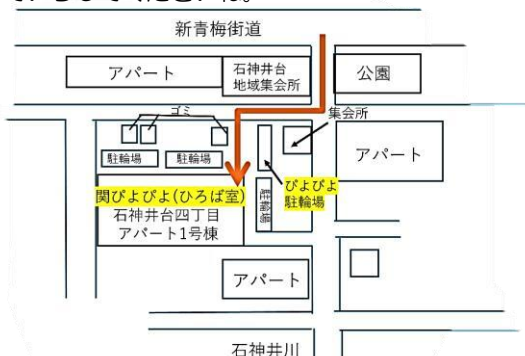 新青梅街道
アパート
石神井台
地域集会所
公園
ゴミ
集会所
駐輪場
駐輪場
アパート
関ぴよぴよ(ひろば室)
石神井台四丁目
アパート1号棟
駐輪場
ぴよぴよ
駐輪場
アパート
石神井川